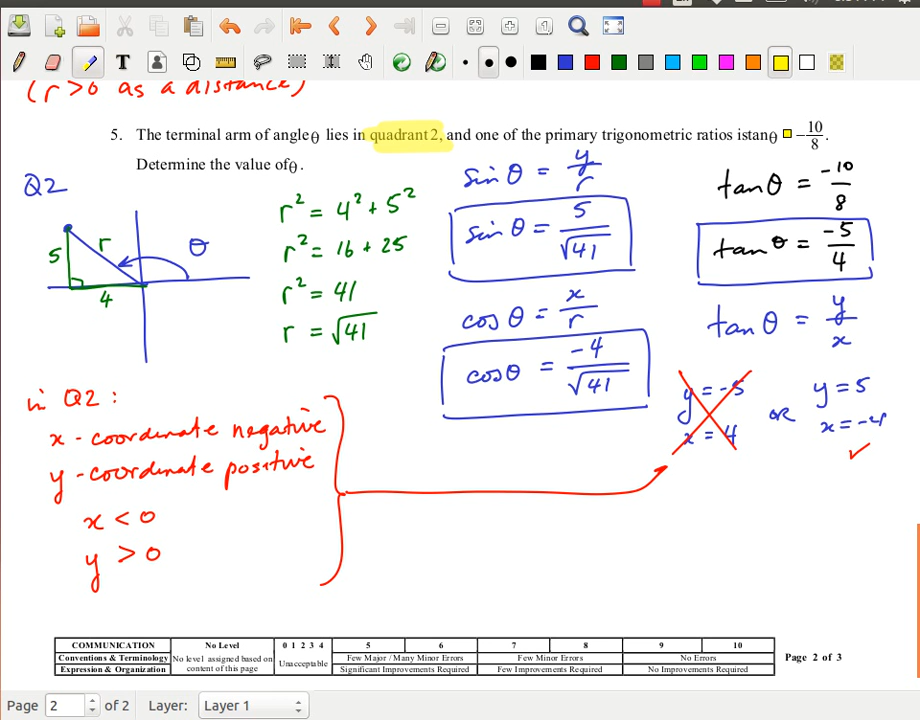 (r > 0 as a distance)
5. The terminal arm of angle θ lies in quadrant 2, and one of the primary trigonometric ratios is tan θ = -10/8.
Determine the value of θ.
Q2
5
r
θ
4
r² = 4² + 5²
r² = 16 + 25
r² = 41
r = √41
sin θ = y/r
sin θ = 5/√41
cos θ = x/r
cos θ = -4/√41
tan θ = -10/8
tan θ = -5/4
tan θ = y/x
y = -5
x = 4
OR
y = 5
x = -4
✓
in Q2:
x - coordinate negative
y - coordinate positive
x < 0
y > 0
COMMUNICATION No Level 0 1 2 3 4 5 6 7 8 9 10
Conventions & Terminology No level assigned based on content of this page Unacceptable Few Major / Many Minor Errors Few Minor Errors No Errors
Expression & Organization Significant Improvements Required Few Improvements Required No Improvements Required
Page 2 of 3
Page 2 of 2 Layer: Layer 1